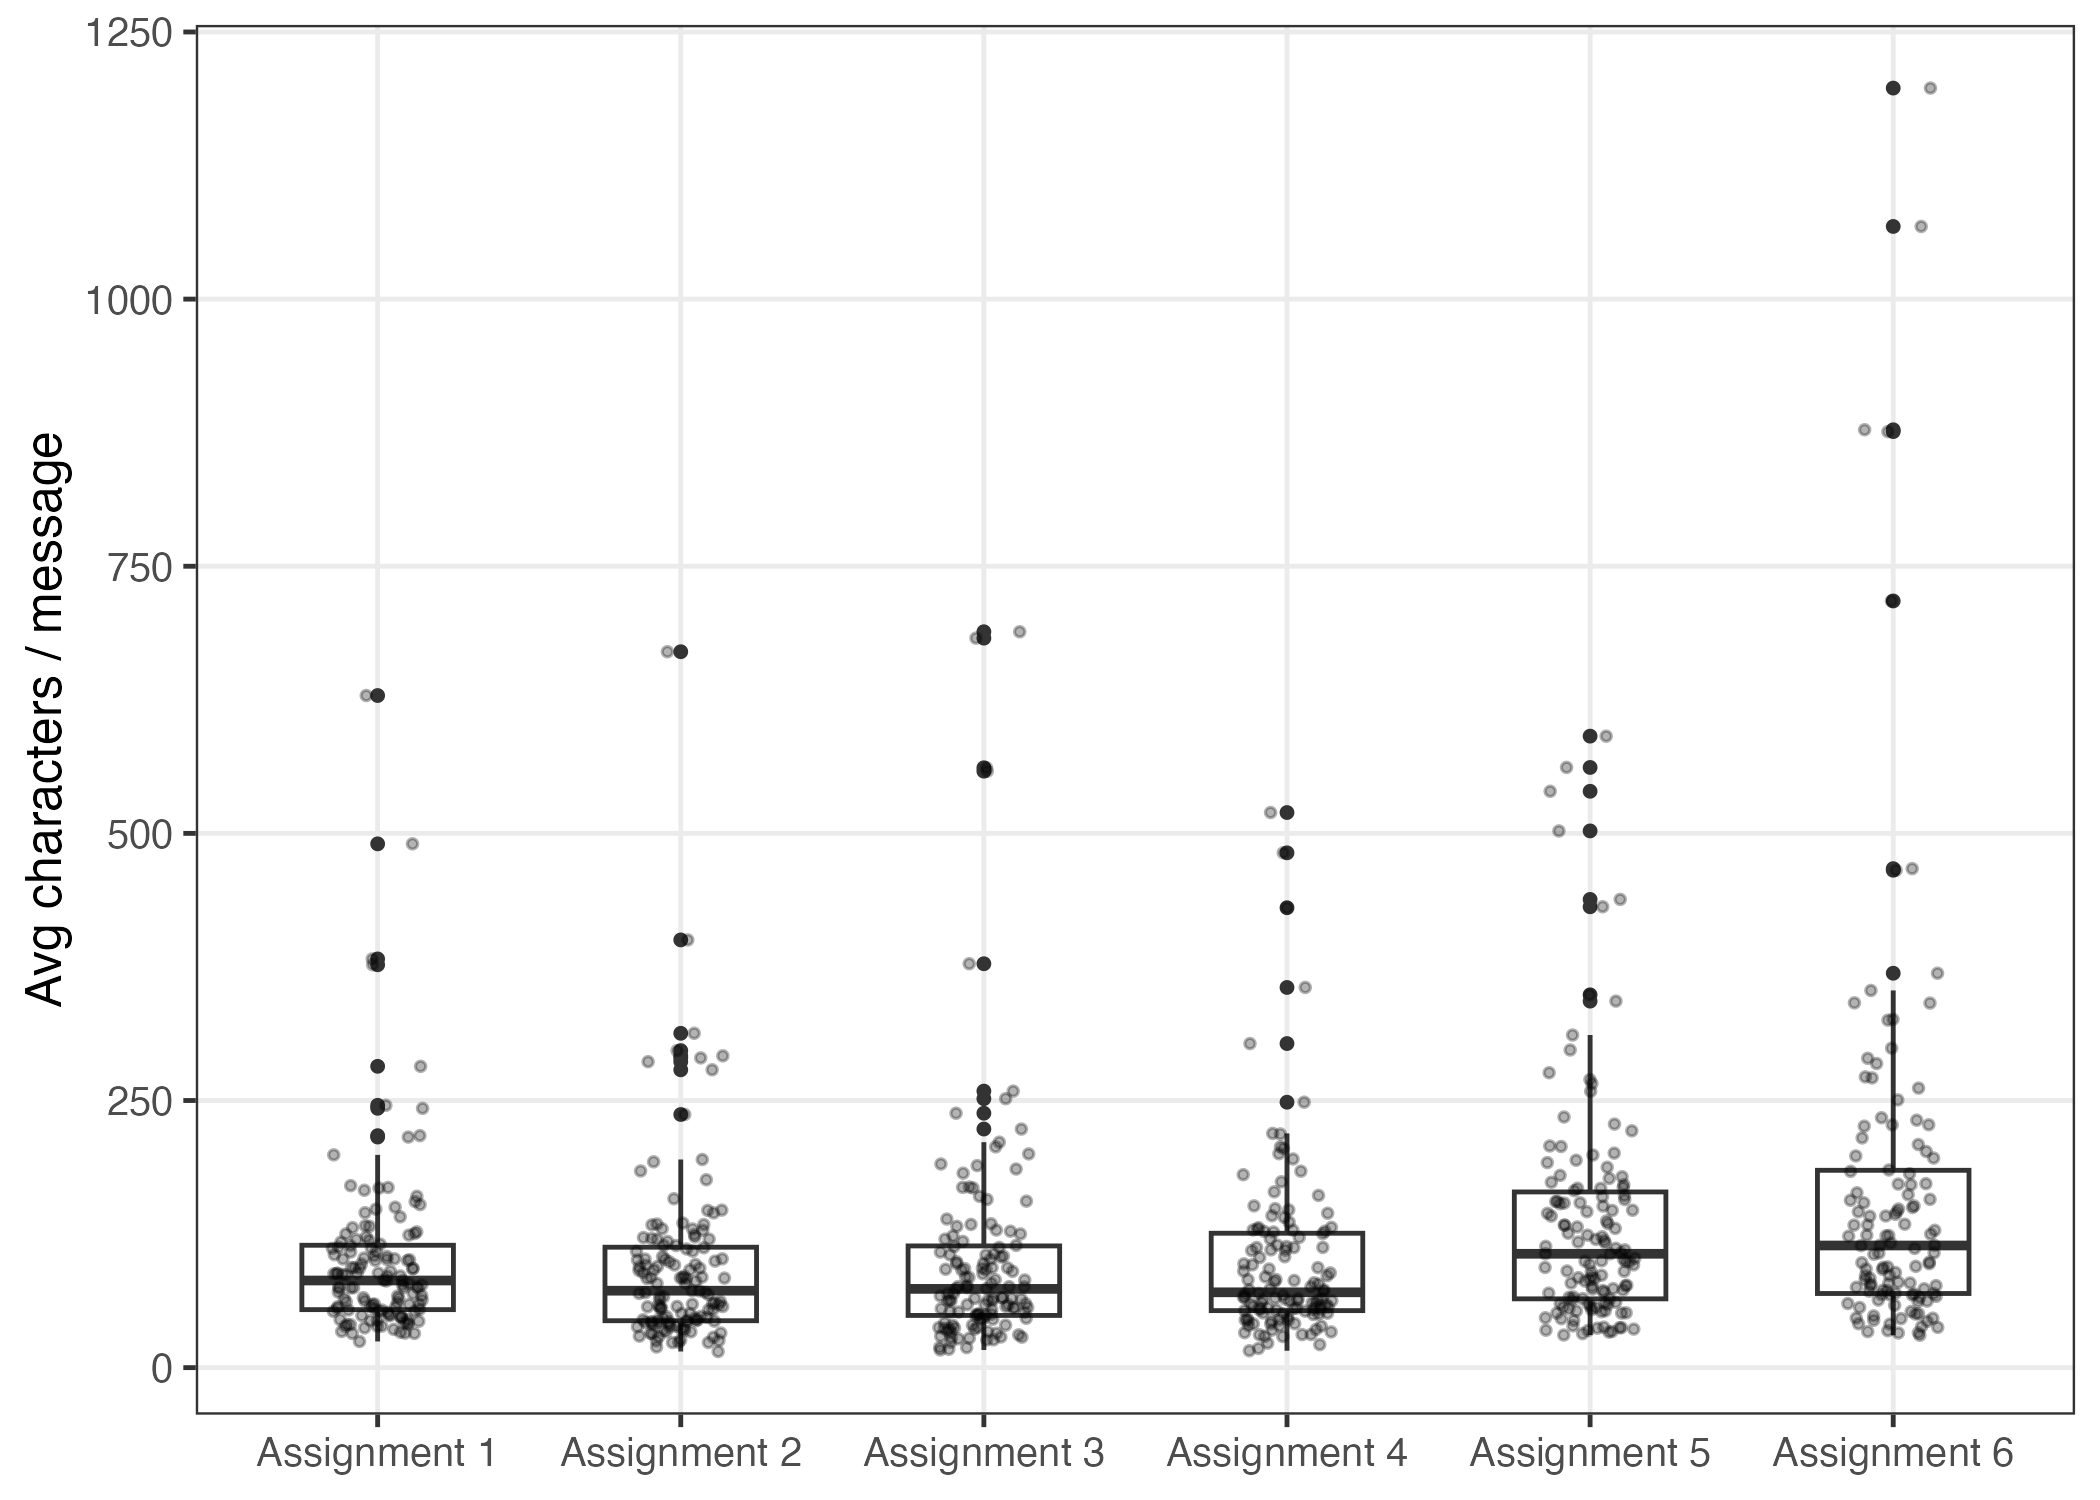 Avg characters / message
1250
1000
750
500
250
0
Assignment 1
Assignment 2
Assignment 3
Assignment 4
Assignment 5
Assignment 6